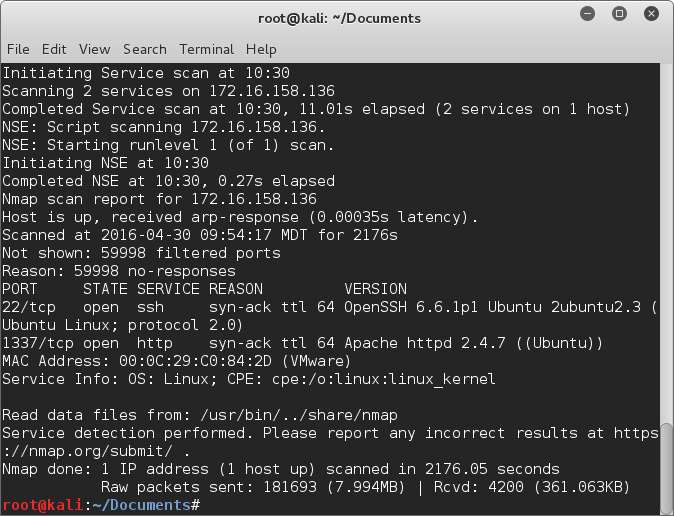 root@kali: ~/Documents
File Edit View Search Terminal Help
Initiating Service scan at 10:30
Scanning 2 services on 172.16.158.136
Completed Service scan at 10:30, 11.01s elapsed (2 services on 1 host)
NSE: Script scanning 172.16.158.136.
NSE: Starting runlevel 1 (of 1) scan.
Initiating NSE at 10:30
Completed NSE at 10:30, 0.27s elapsed
Nmap scan report for 172.16.158.136
Host is up, received arp-response (0.00035s latency).
Scanned at 2016-04-30 09:54:17 MDT for 2176s
Not shown: 59998 filtered ports
Reason: 59998 no-responses
PORT     STATE SERVICE REASON         VERSION
22/tcp   open  ssh     syn-ack ttl 64 OpenSSH 6.6.1p1 Ubuntu 2ubuntu2.3 (
Ubuntu Linux; protocol 2.0)
1337/tcp open  http    syn-ack ttl 64 Apache httpd 2.4.7 ((Ubuntu))
MAC Address: 00:0C:29:C0:84:2D (VMware)
Service Info: OS: Linux; CPE: cpe:/o:linux:linux_kernel
Read data files from: /usr/bin/../share/nmap
Service detection performed. Please report any incorrect results at https
://nmap.org/submit/ .
Nmap done: 1 IP address (1 host up) scanned in 2176.05 seconds
           Raw packets sent: 181693 (7.994MB) | Rcvd: 4200 (361.063KB)
root@kali:~/Documents#